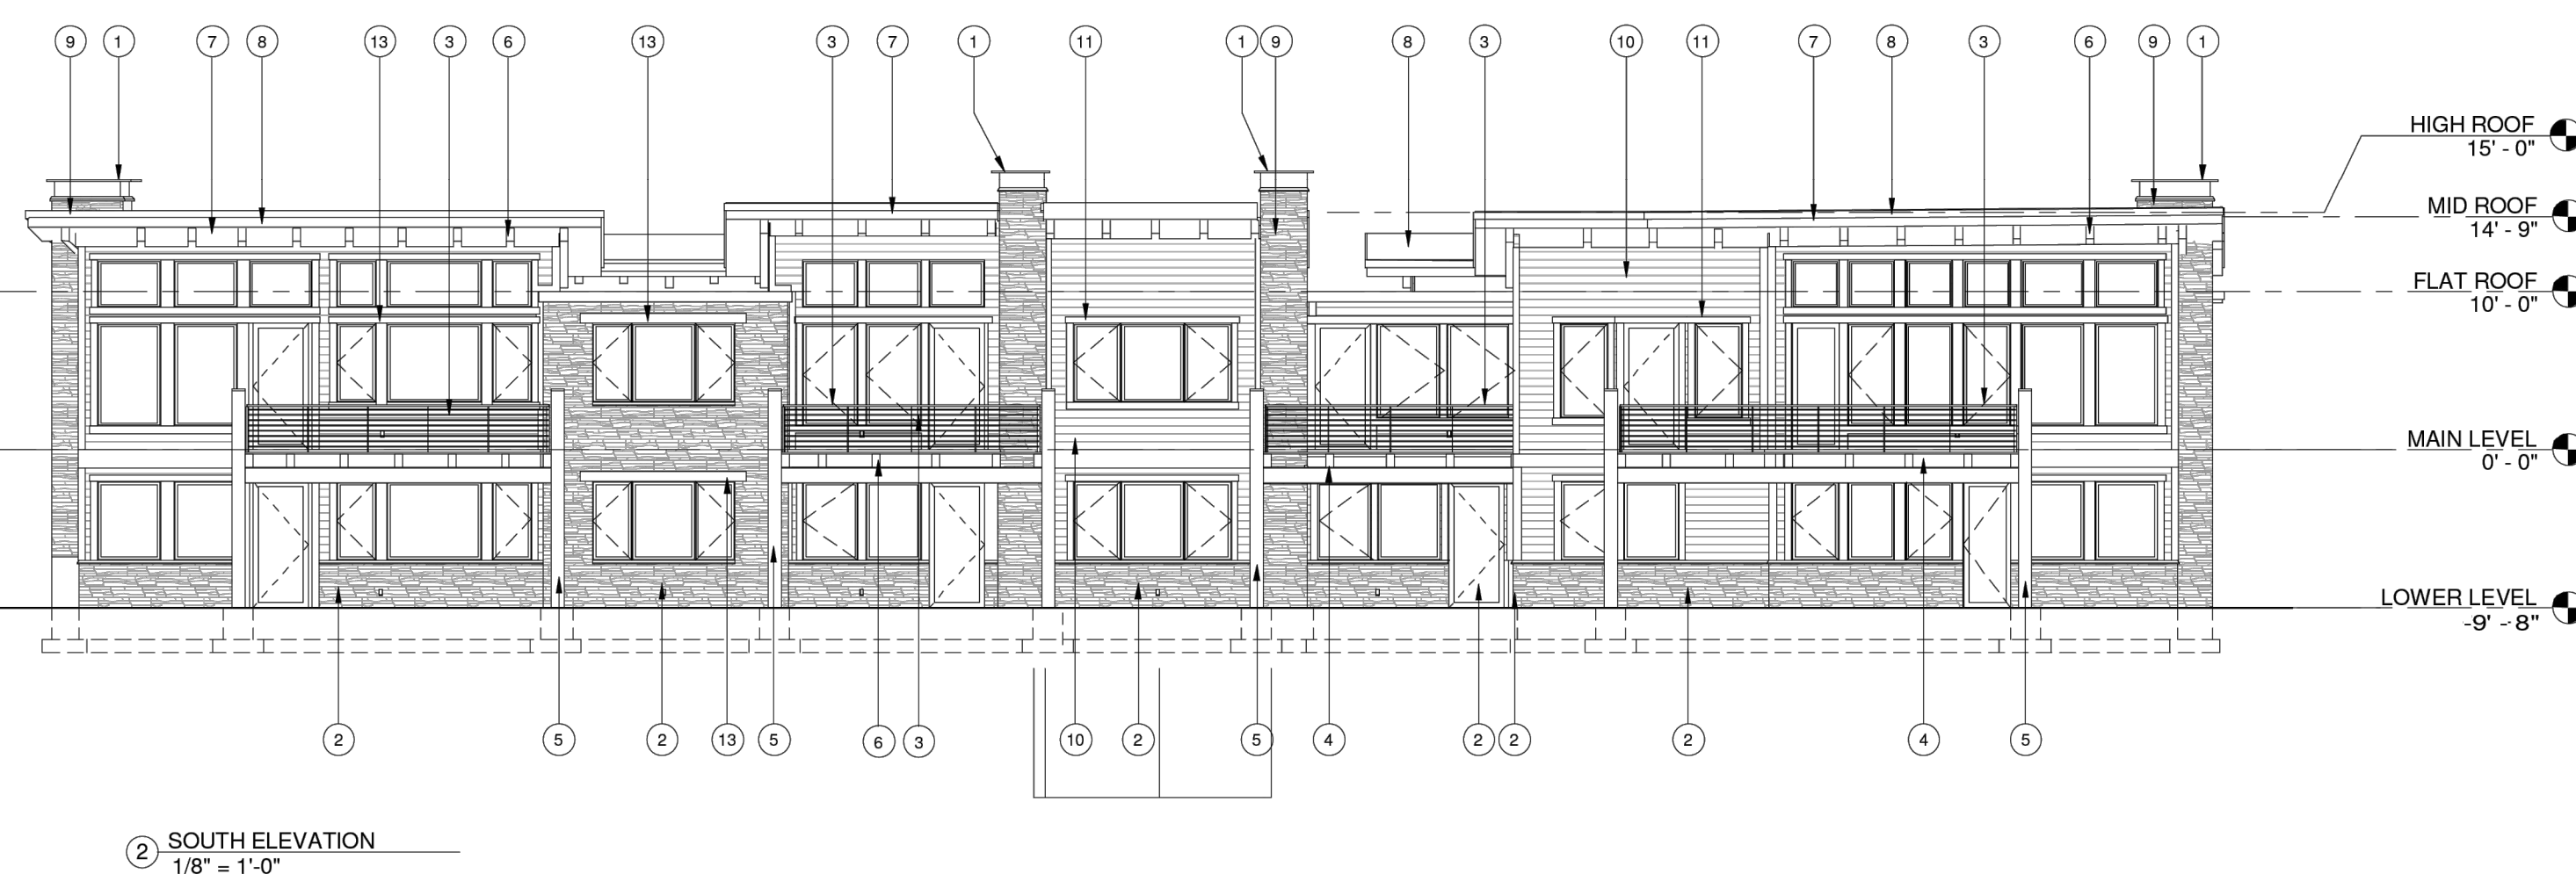 9 1 7 8 13 3 6 13 3 7 1 11 1 9 8 3 10 11 7 8 3 6 9 1
HIGH ROOF
15' - 0"
MID ROOF
14' - 9"
FLAT ROOF
10' - 0"
MAIN LEVEL
0' - 0"
LOWER LEVEL
-9' - 8"
2 5 2 13 5 6 3 10 2 5 4 2 2 2 4 5
2 SOUTH ELEVATION
1/8" = 1'-0"